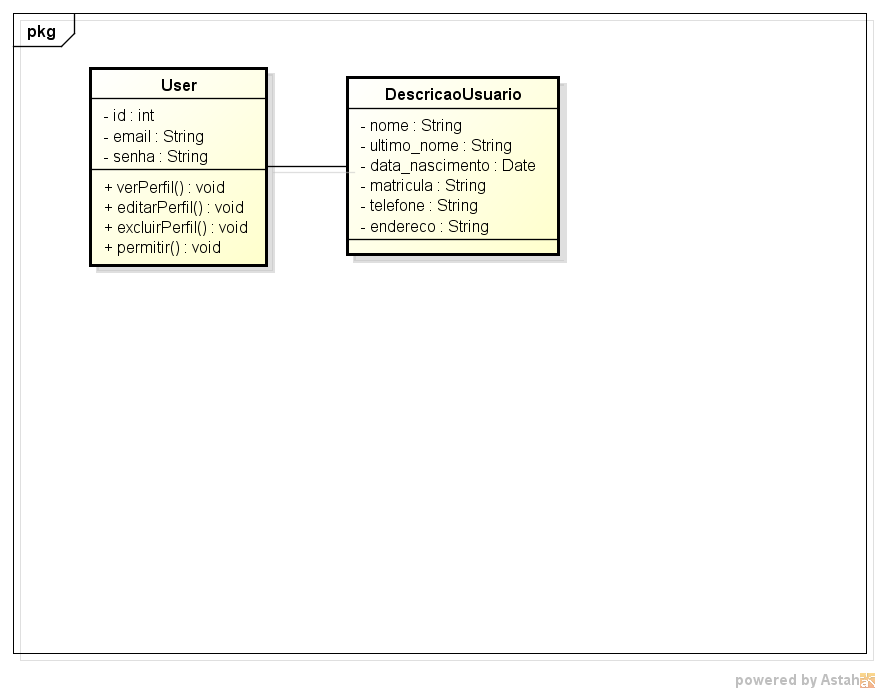 pkg
User
- id : int
- email : String
- senha : String
+ verPerfil() : void
+ editarPerfil() : void
+ excluirPerfil() : void
+ permitir() : void
DescricaoUsuario
- nome : String
- ultimo_nome : String
- data_nascimento : Date
- matricula : String
- telefone : String
- endereco : String
powered by Astah